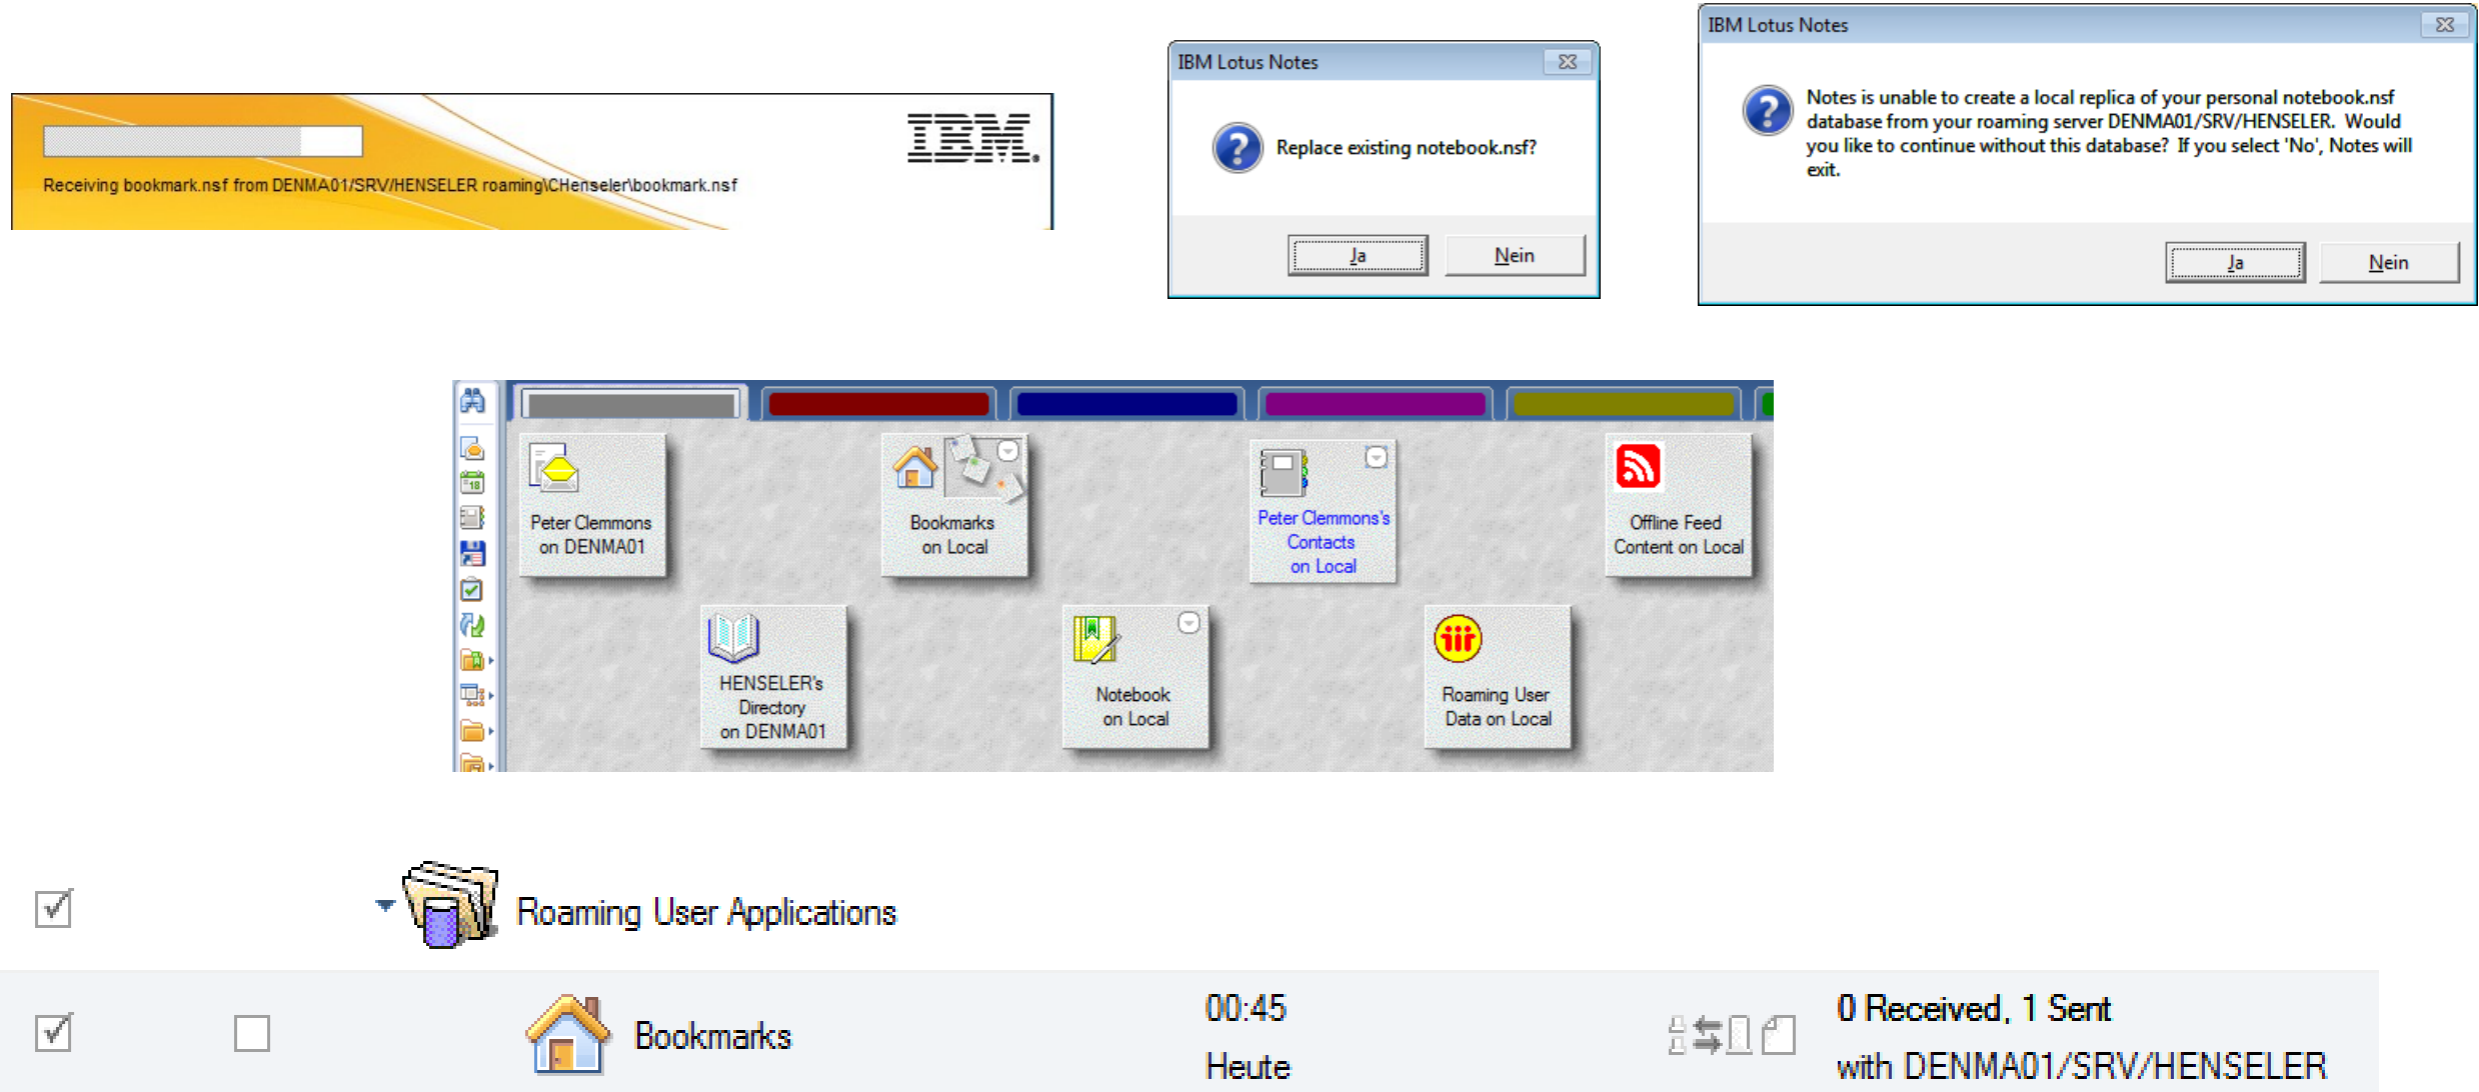 IBM.
Receiving bookmark.nsf from DENMA01/SRV/HENSELER roaming\CHenseler\bookmark.nsf
IBM Lotus Notes
Replace existing notebook.nsf?
Ja
Nein
IBM Lotus Notes
Notes is unable to create a local replica of your personal notebook.nsf
database from your roaming server DENMA01/SRV/HENSELER. Would
you like to continue without this database? If you select 'No', Notes will
exit.
Ja
Nein
18
Peter Clemmons
on DENMA01
Bookmarks
on Local
Peter Clemmons's
Contacts
on Local
Offline Feed
Content on Local
HENSELER's
Directory
on DENMA01
Notebook
on Local
Roaming User
Data on Local
Roaming User Applications
Bookmarks
00:45
Heute
0 Received, 1 Sent
with DENMA01/SRV/HENSELER